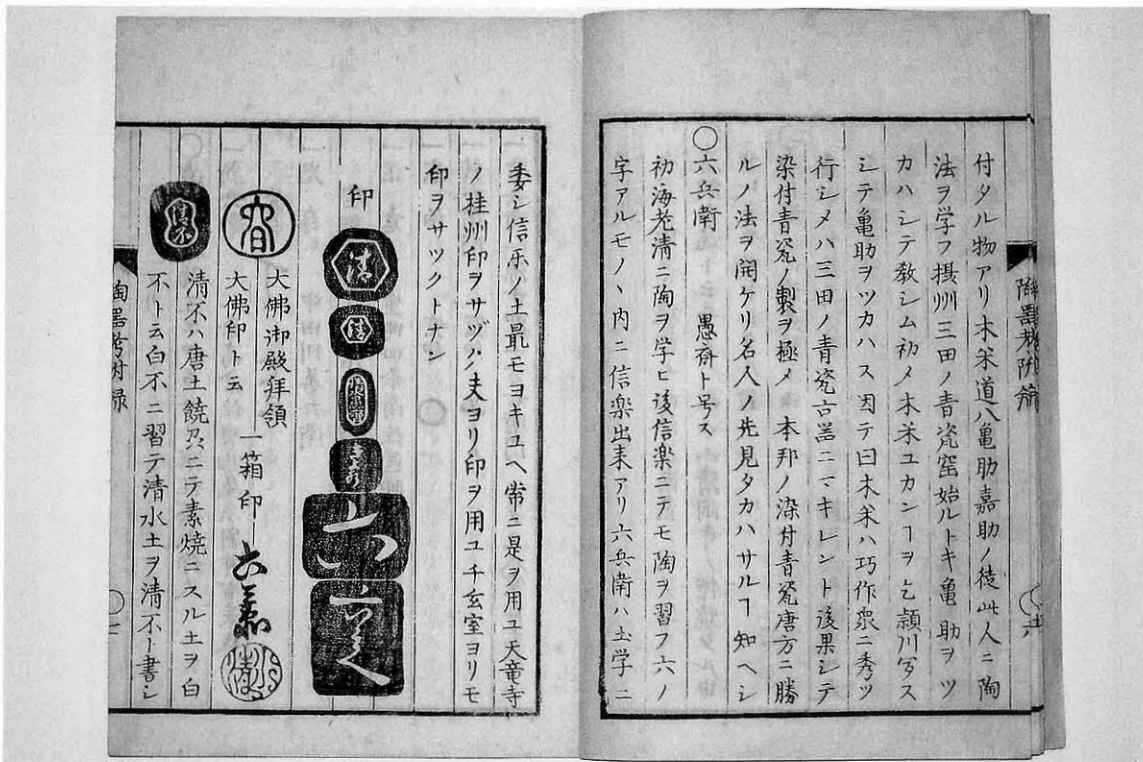 付タル物アリ木米道八亀助嘉助ノ徒此人ニ陶
法ヲ学フ摂州三田ノ青瓷窑始ルトキ亀助ヲツ
カハシテ教シム初メ木米ユカンヿヲ乞頴川写ス
シテ亀助ヲツカハス因テ曰木米ハ巧作衆ニ秀ツ
行シメハ三田ノ青瓷古噐ニマキレント後果シテ
染付青瓷ノ製ヲ極メ本邦ノ染付青瓷唐方ニ勝
ルノ法ヲ開ケリ名人ノ先見タカハサルヿ知ヘシ
〇六兵衛 愚斎ト号ス
初海老清ニ陶ヲ学ヒ後信楽ニテモ陶ヲ習フ六ノ
字アルモノヽ内ニ信楽出来アリ六兵衛ハ土学ニ
委シ信乐ノ土最モヨキユヘ常ニ是ヲ用ユ天竜寺
ノ桂州印ヲサヅハ夫ヨリ印ヲ用ユ千玄室ヨリモ
印ヲサツクトナン
印
清
清
六
大佛御殿拜領
大佛印ト云
一箱印
清不ハ唐土饒及ニテ素焼ニスル土ヲ白
不ト云白不ニ習テ清水土ヲ清不ト書シ
陶噐考附録